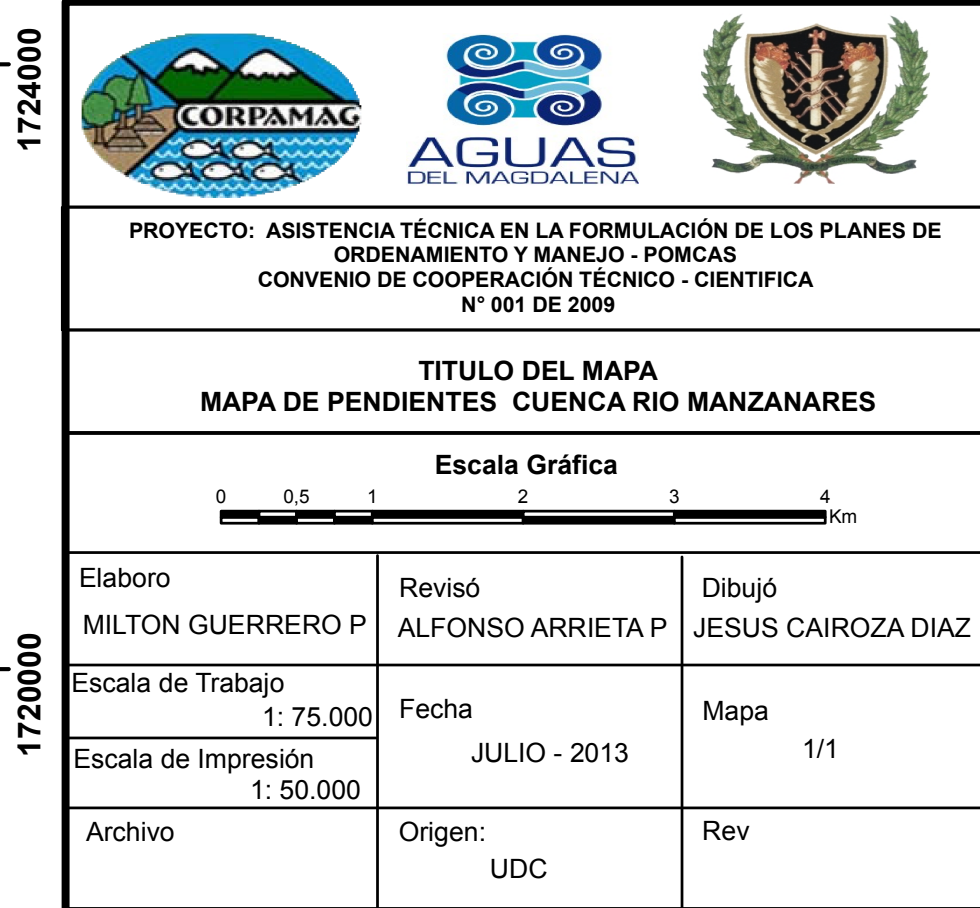 1724000
CORPAMAG
AGUAS
DEL MAGDALENA
PROYECTO: ASISTENCIA TÉCNICA EN LA FORMULACIÓN DE LOS PLANES DE
ORDENAMIENTO Y MANEJO - POMCAS
CONVENIO DE COOPERACIÓN TÉCNICO - CIENTIFICA
N° 001 DE 2009
TITULO DEL MAPA
MAPA DE PENDIENTES CUENCA RIO MANZANARES
Escala Gráfica
0 0,5 1 2 3 4
Km
Elaboro
MILTON GUERRERO P
Revisó
ALFONSO ARRIETA P
Dibujó
JESUS CAIROZA DIAZ
1720000
Escala de Trabajo
1: 75.000
Escala de Impresión
1: 50.000
Fecha
JULIO - 2013
Mapa
1/1
Archivo
Origen:
UDC
Rev